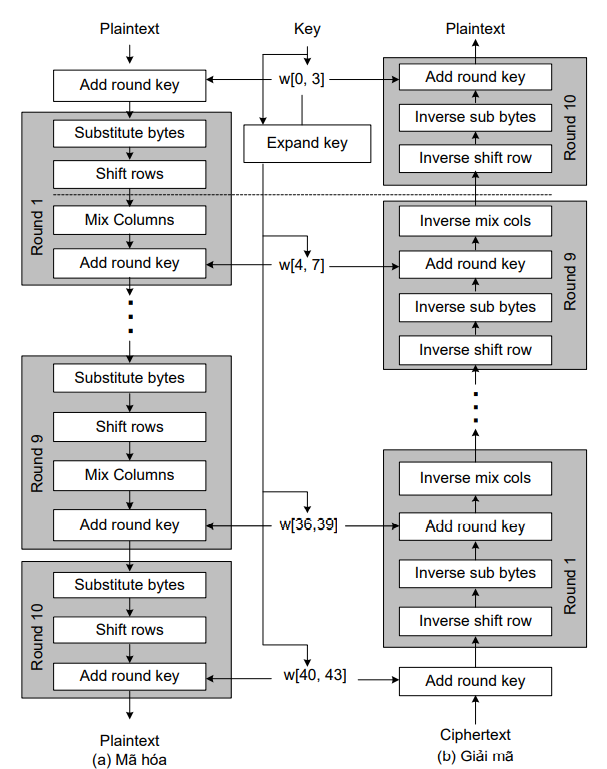 Plaintext
Key
Plaintext
Add round key
w[0, 3]
Add round key
Round 1
Substitute bytes
Shift rows
Mix Columns
Add round key
Expand key
Round 10
Inverse sub bytes
Inverse shift row
w[4, 7]
Round 9
Inverse mix cols
Add round key
Inverse sub bytes
Inverse shift row
Round 9
Substitute bytes
Shift rows
Mix Columns
Add round key
w[36,39]
Round 1
Inverse mix cols
Add round key
Inverse sub bytes
Inverse shift row
Round 10
Substitute bytes
Shift rows
Add round key
w[40, 43]
Add round key
Plaintext
(a) Mã hóa
Ciphertext
(b) Giải mã